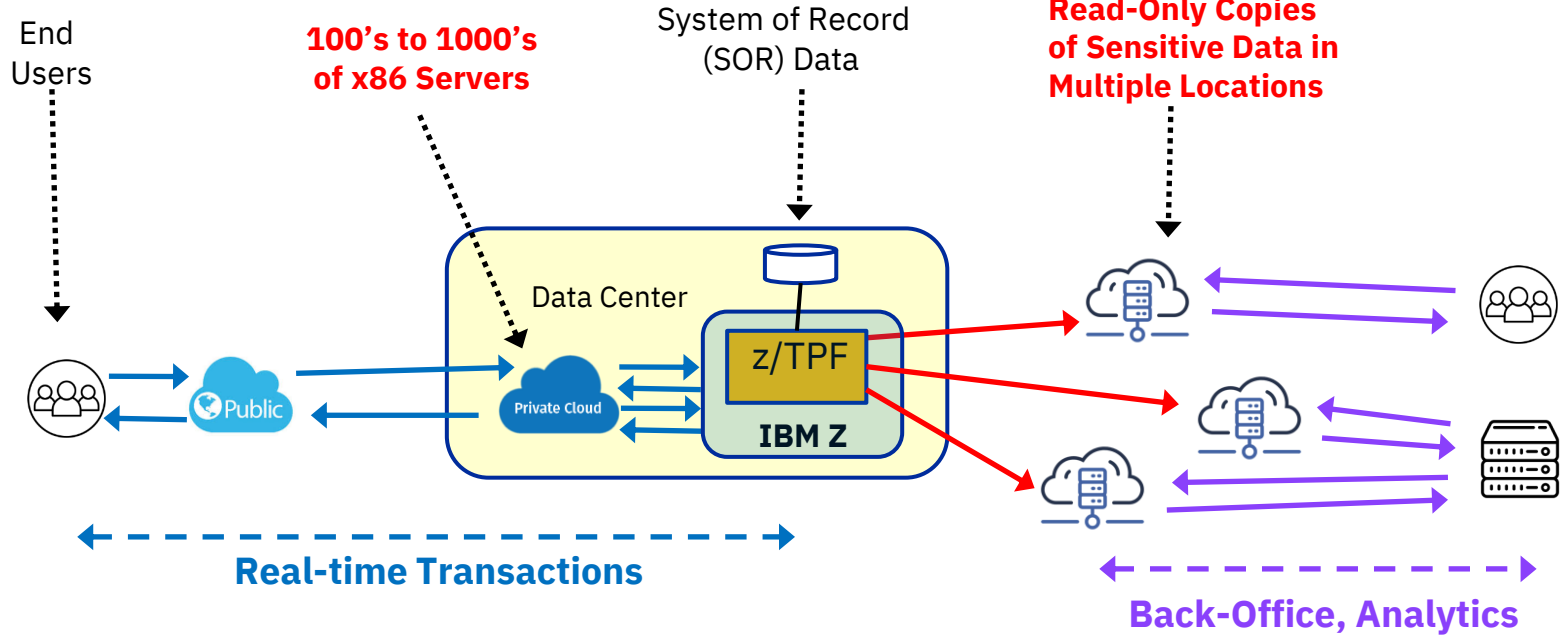 End
Users
100's to 1000's
of x86 Servers
System of Record
(SOR) Data
Read-Only Copies
of Sensitive Data in
Multiple Locations
Data Center
z/TPF
Public
Private Cloud
IBM Z
Real-time Transactions
Back-Office, Analytics